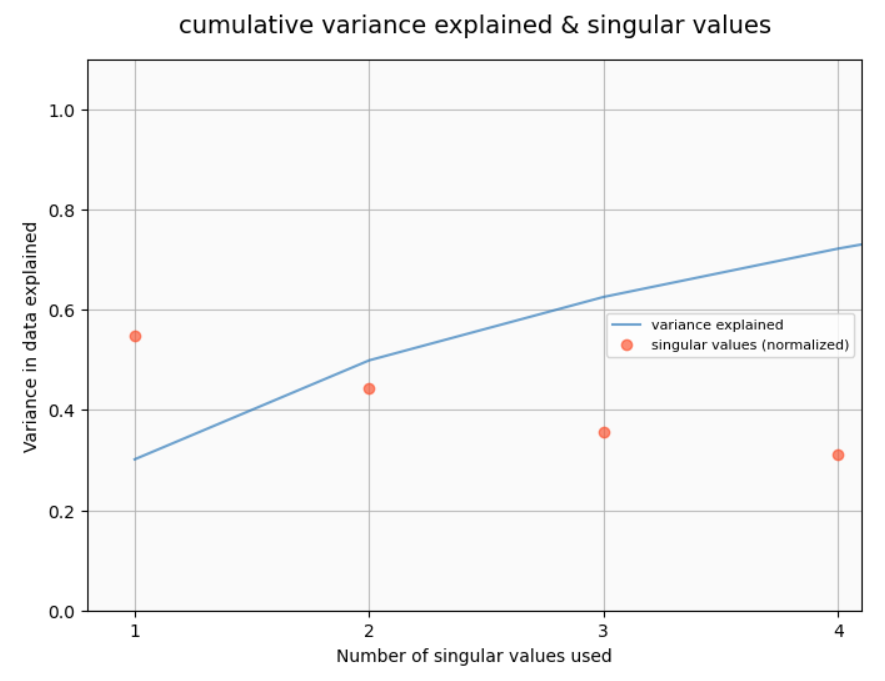 cumulative variance explained & singular values
1.0
0.8
0.6
0.4
0.2
0.0
Variance in data explained
variance explained
singular values (normalized)
1 2 3 4
Number of singular values used